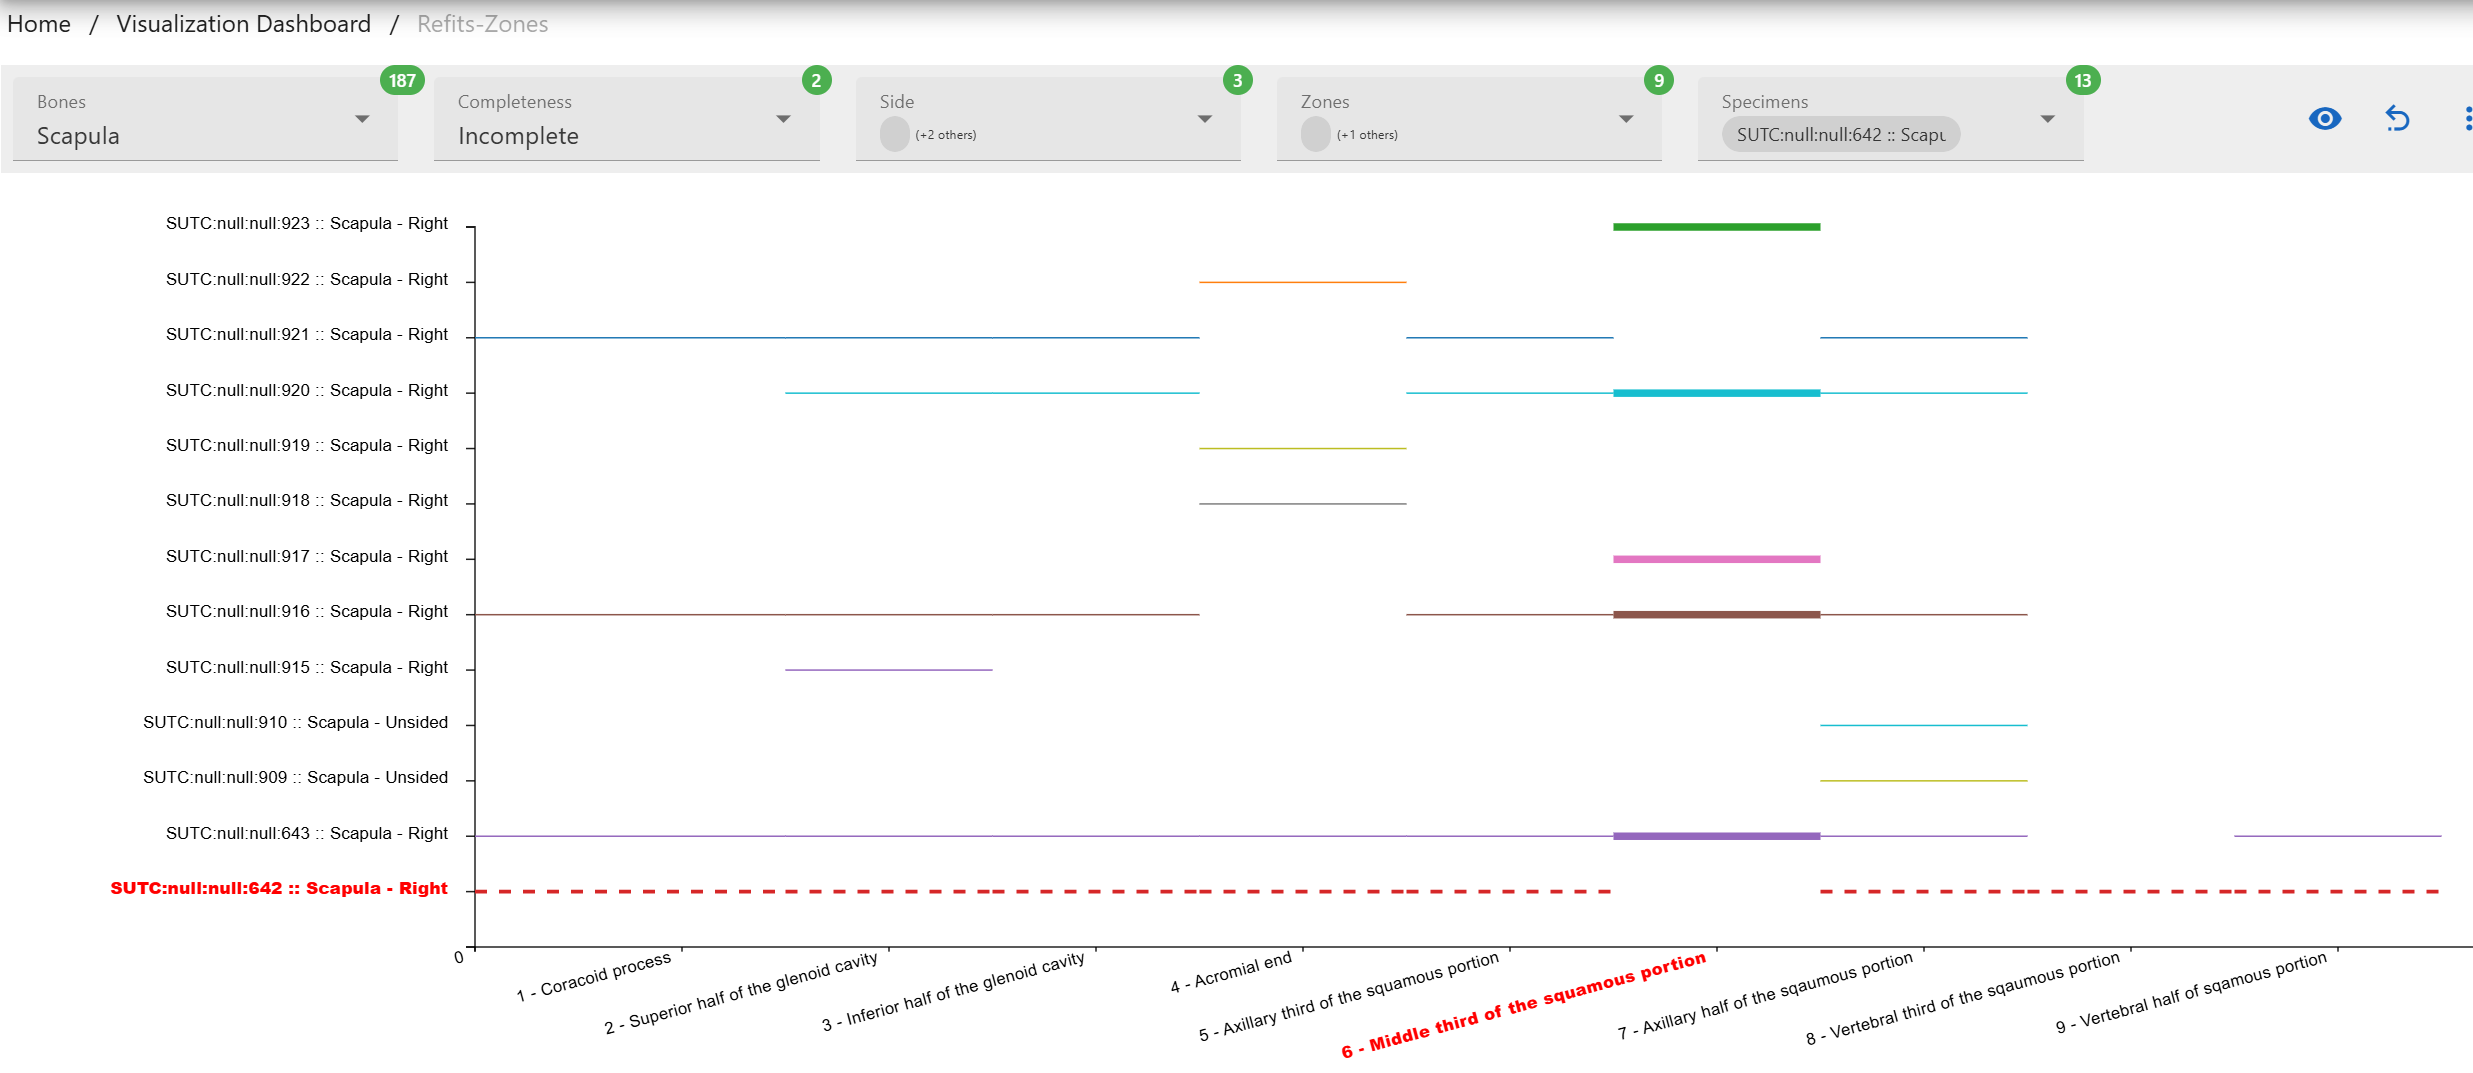 Home / Visualization Dashboard / Refits-Zones
187
2
3
9
13
Bones
Scapula
Completeness
Incomplete
Side
(+2 others)
Zones
(+1 others)
Specimens
SUTC:null:null:642 :: Scapu
SUTC:null:null:923 :: Scapula - Right
SUTC:null:null:922 :: Scapula - Right
SUTC:null:null:921 :: Scapula - Right
SUTC:null:null:920 :: Scapula - Right
SUTC:null:null:919 :: Scapula - Right
SUTC:null:null:918 :: Scapula - Right
SUTC:null:null:917 :: Scapula - Right
SUTC:null:null:916 :: Scapula - Right
SUTC:null:null:915 :: Scapula - Right
SUTC:null:null:910 :: Scapula - Unsided
SUTC:null:null:909 :: Scapula - Unsided
SUTC:null:null:643 :: Scapula - Right
SUTC:null:null:642 :: Scapula - Right
0
1 - Coracoid process
2 - Superior half of the glenoid cavity
3 - Inferior half of the glenoid cavity
4 - Acromial end
5 - Axillary third of the squamous portion
6 - Middle third of the squamous portion
7 - Axillary half of the sqaumous portion
8 - Vertebral third of the sqaumous portion
9 - Vertebral half of sqamous portion